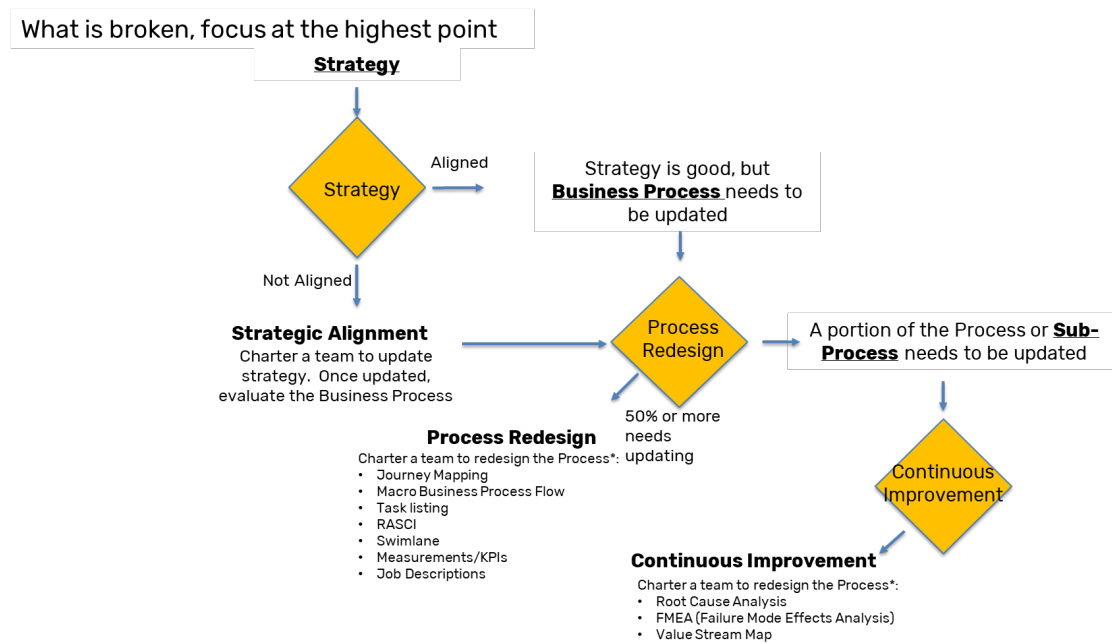 What is broken, focus at the highest point
Strategy
Strategy
Aligned
Strategy is good, but
Business Process needs to
be updated
Not Aligned
Strategic Alignment
Charter a team to update
strategy. Once updated,
evaluate the Business Process
Process
Redesign
A portion of the Process or Sub-
Process needs to be updated
50% or more
needs
updating
Process Redesign
Charter a team to redesign the Process*:
• Journey Mapping
• Macro Business Process Flow
• Task listing
• RASCI
• Swimlane
• Measurements/KPIs
• Job Descriptions
Continuous
Improvement
Continuous Improvement
Charter a team to redesign the Process*:
• Root Cause Analysis
• FMEA (Failure Mode Effects Analysis)
• Value Stream Map